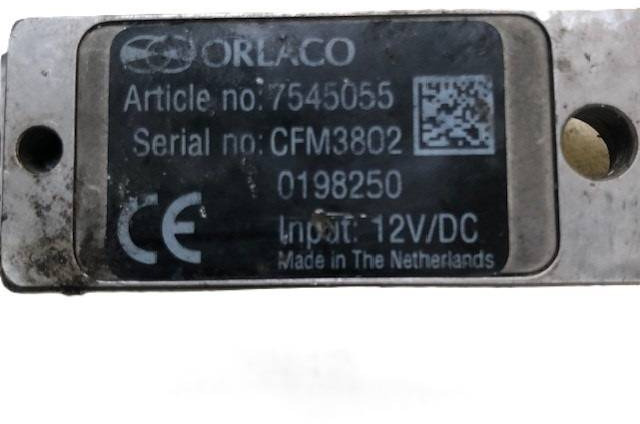 ORLACO
Article no: 7545055
Serial no: CFM3802
0198250
CE
Input: 12V/DC
Made in The Netherlands